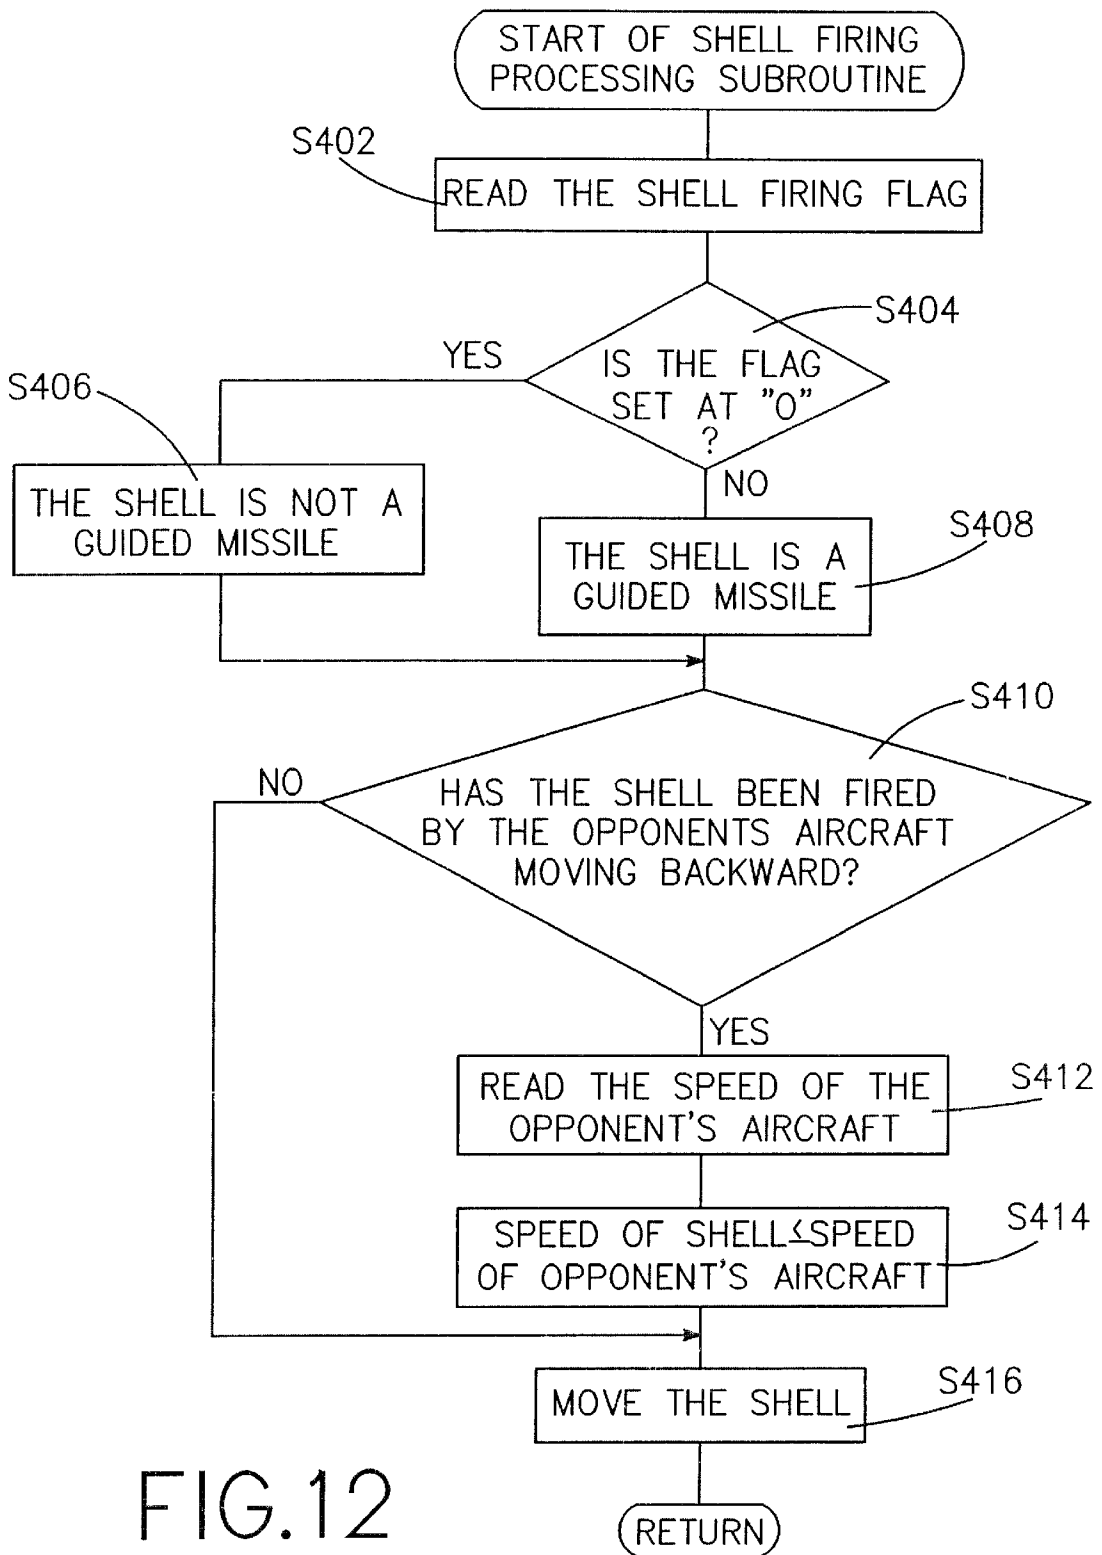 START OF SHELL FIRING
PROCESSING SUBROUTINE
S402
READ THE SHELL FIRING FLAG
S404
YES
IS THE FLAG
SET AT "0"
?
S406
NO
THE SHELL IS NOT A
GUIDED MISSILE
S408
THE SHELL IS A
GUIDED MISSILE
S410
NO
HAS THE SHELL BEEN FIRED
BY THE OPPONENTS AIRCRAFT
MOVING BACKWARD?
YES
S412
READ THE SPEED OF THE
OPPONENT'S AIRCRAFT
S414
SPEED OF SHELL≤SPEED
OF OPPONENT'S AIRCRAFT
S416
MOVE THE SHELL
FIG.12
RETURN